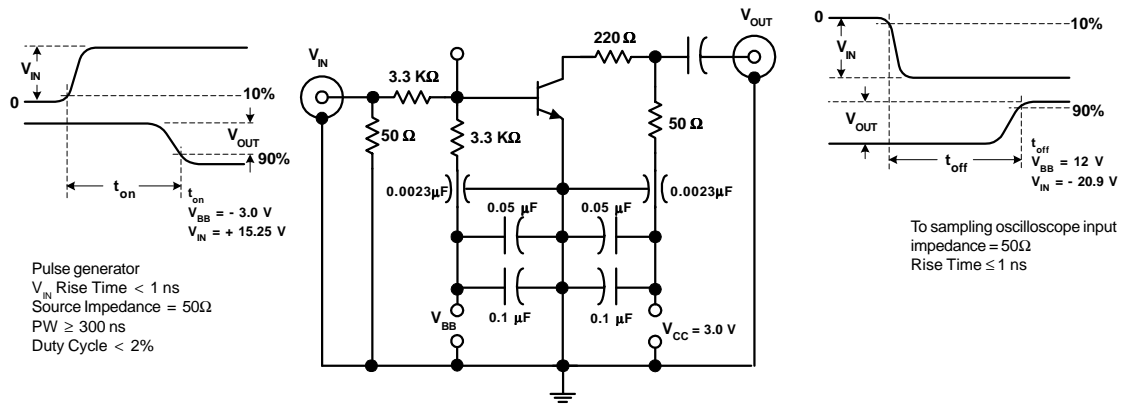 0
V_IN
10%
V_OUT
90%
t_on
t_on
V_BB = - 3.0 V
V_IN = + 15.25 V
Pulse generator
V_IN Rise Time < 1 ns
Source Impedance = 50Ω
PW ≥ 300 ns
Duty Cycle < 2%
V_IN
3.3 KΩ
50 Ω
3.3 KΩ
220 Ω
V_OUT
50 Ω
0.0023µF
0.0023µF
0.05 µF
0.05 µF
0.1 µF
0.1 µF
V_BB
V_CC = 3.0 V
0
10%
V_IN
90%
V_OUT
t_off
t_off
V_BB = 12 V
V_IN = - 20.9 V
To sampling oscilloscope input
impedance = 50Ω
Rise Time ≤ 1 ns